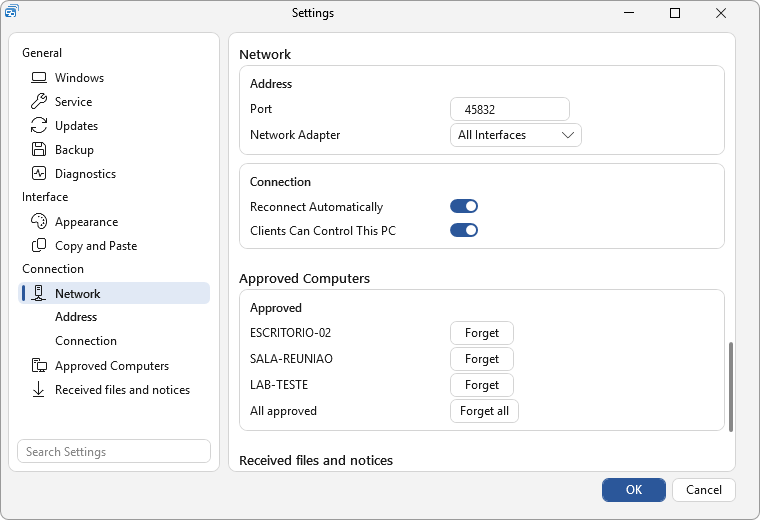 Settings
General
Windows
Service
Updates
Backup
Diagnostics
Interface
Appearance
Copy and Paste
Connection
Network
Address
Connection
Approved Computers
Received files and notices
Search Settings
Network
Address
Port 45832
Network Adapter All Interfaces
Connection
Reconnect Automatically
Clients Can Control This PC
Approved Computers
Approved
ESCRITORIO-02 Forget
SALA-REUNIAO Forget
LAB-TESTE Forget
All approved Forget all
Received files and notices
OK Cancel